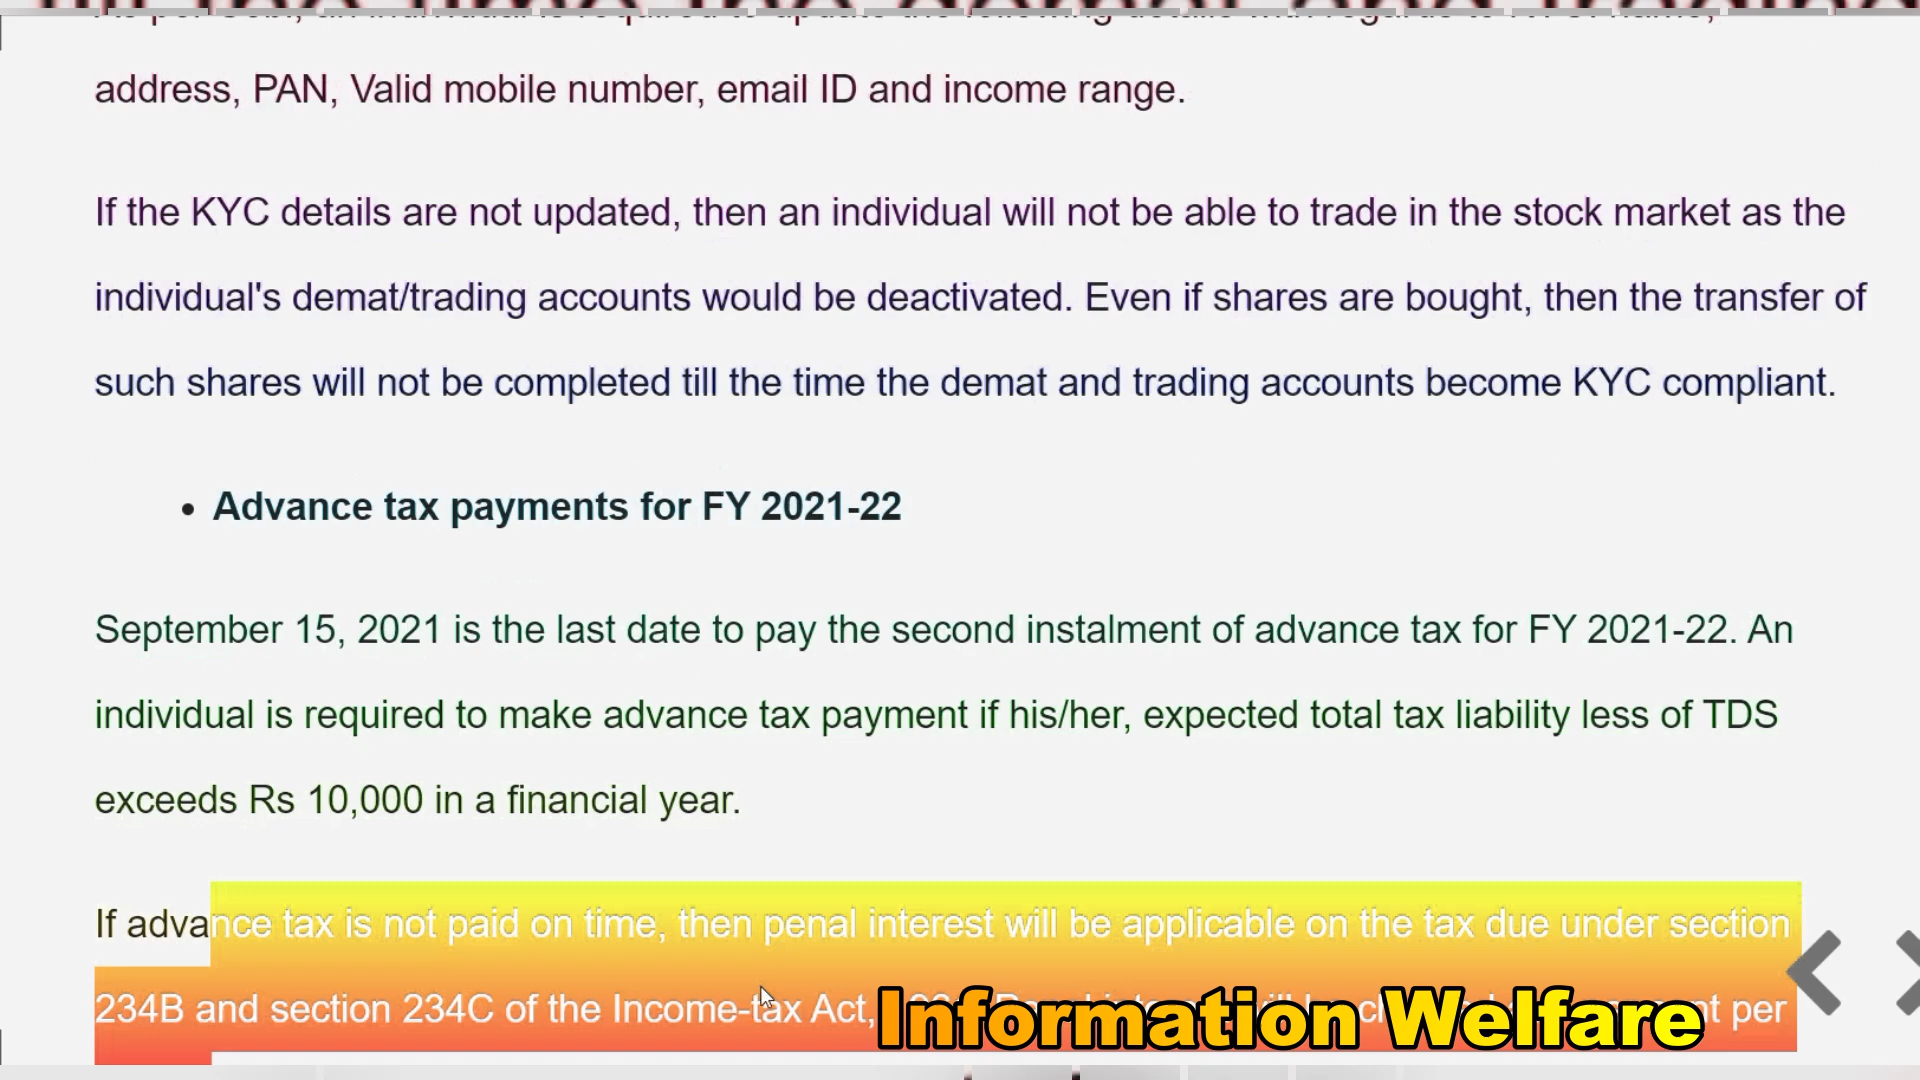 address, PAN, Valid mobile number, email ID and income range.
If the KYC details are not updated, then an individual will not be able to trade in the stock market as the
individual's demat/trading accounts would be deactivated. Even if shares are bought, then the transfer of
such shares will not be completed till the time the demat and trading accounts become KYC compliant.
• Advance tax payments for FY 2021-22
September 15, 2021 is the last date to pay the second instalment of advance tax for FY 2021-22. An
individual is required to make advance tax payment if his/her, expected total tax liability less of TDS
exceeds Rs 10,000 in a financial year.
If advance tax is not paid on time, then penal interest will be applicable on the tax due under section
234B and section 234C of the Income-tax Act, per
Information Welfare